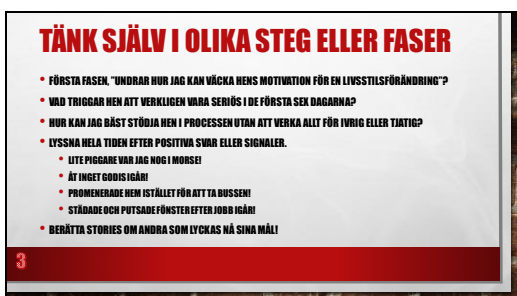 TÄNK SJÄLV I OLIKA STEG ELLER FASER
• FÖRSTA FASEN, "UNDRAR HUR JAG KAN VÄCKA HENS MOTIVATION FÖR EN LIVSSTILSFÖRÄNDRING"?
• VAD TRIGGAR HEN ATT VERKLIGEN VARA SERIÖS I DE FÖRSTA SEX DAGARNA?
• HUR KAN JAG BÄST STÖDJA HEN I PROCESSEN UTAN ATT VERKA ALLT FÖR IVRIG ELLER TJATIG?
• LYSSNA HELA TIDEN EFTER POSITIVA SVAR ELLER SIGNALER.
• LITE PIGGARE VAR JAG NOG I MORSE!
• ÅT INGET GODIS IGÅR!
• PROMENERADE HEM ISTÄLLET FÖR ATT TA BUSSEN!
• STÄDADE OCH PUTSADE FÖNSTER EFTER JOBB IGÅR!
• BERÄTTA STORIES OM ANDRA SOM LYCKAS NÅ SINA MÅL!
3